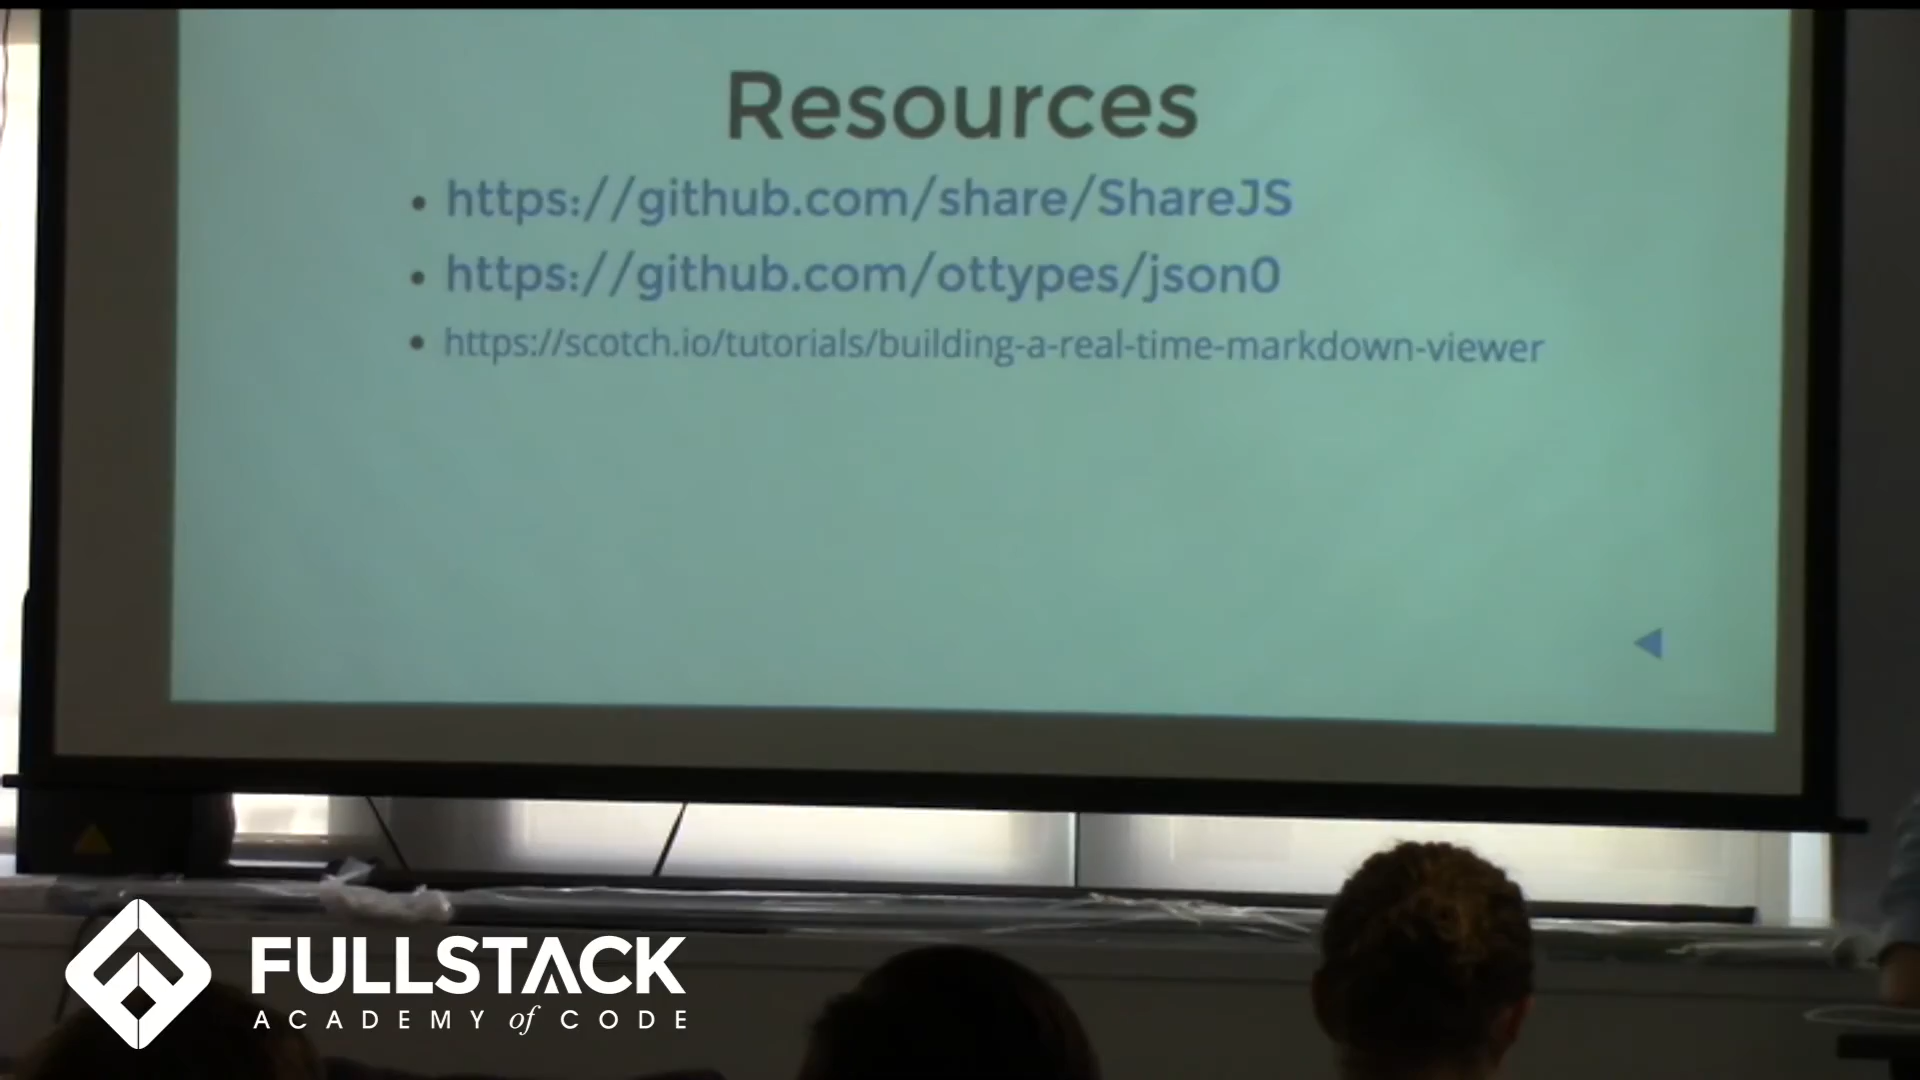 Resources
• https://github.com/share/ShareJS
• https://github.com/ottypes/json0
• https://scotch.io/tutorials/building-a-real-time-markdown-viewer
FULLSTACK
ACADEMY of CODE